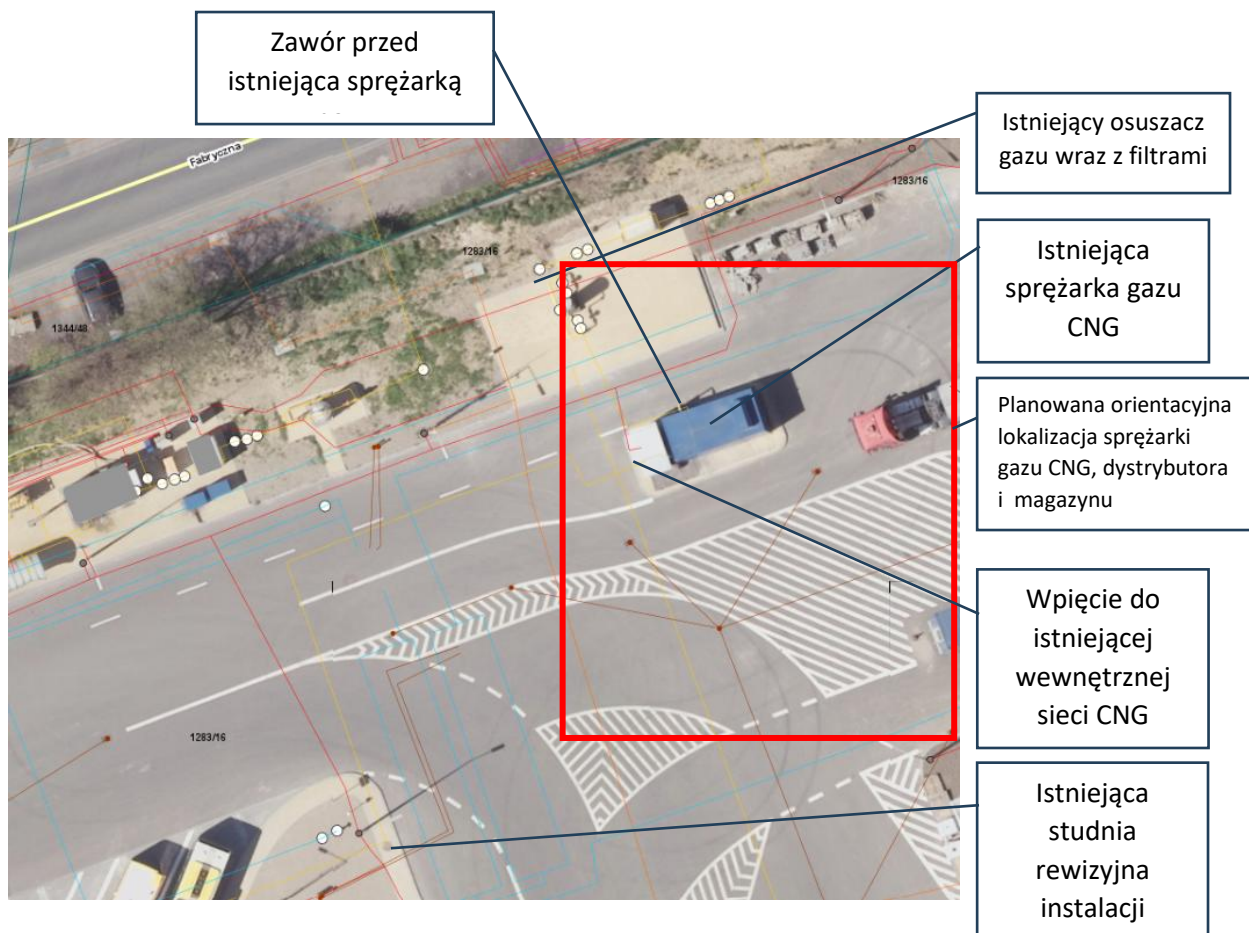 Zawór przed
istniejąca sprężarką
Istniejący osuszacz
gazu wraz z filtrami
Fabryczna
1283/16
1283/16
Istniejąca
sprężarka gazu
CNG
1344/48
Planowana orientacyjna
lokalizacja sprężarki
gazu CNG, dystrybutora
i magazynu
Wpięcie do
istniejącej
wewnętrznej
sieci CNG
1283/16
Istniejąca
studnia
rewizyjna
instalacji